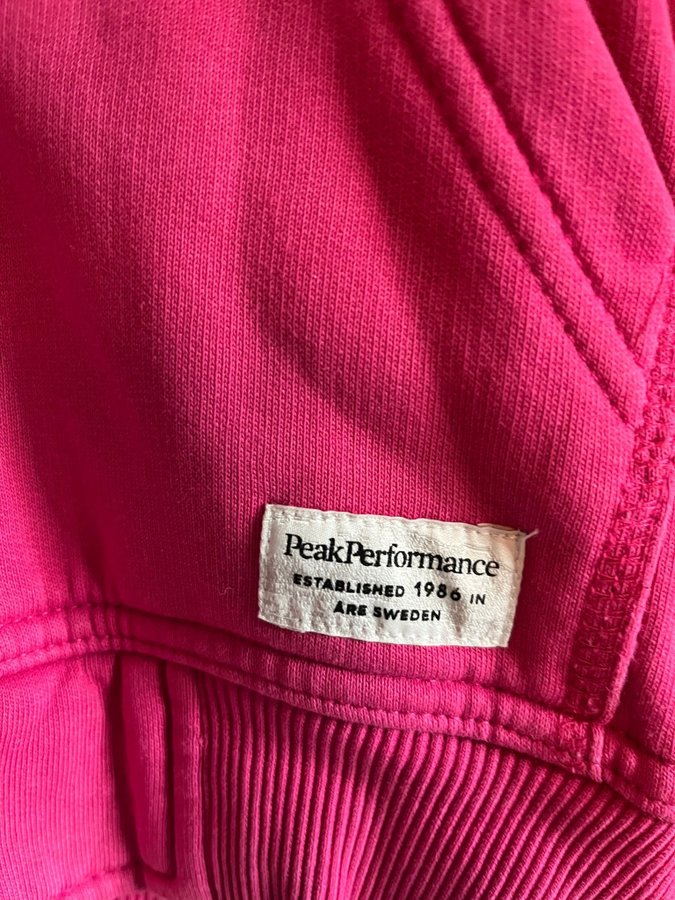 PeakPerformance
ESTABLISHED 1986 IN
ÅRE SWEDEN